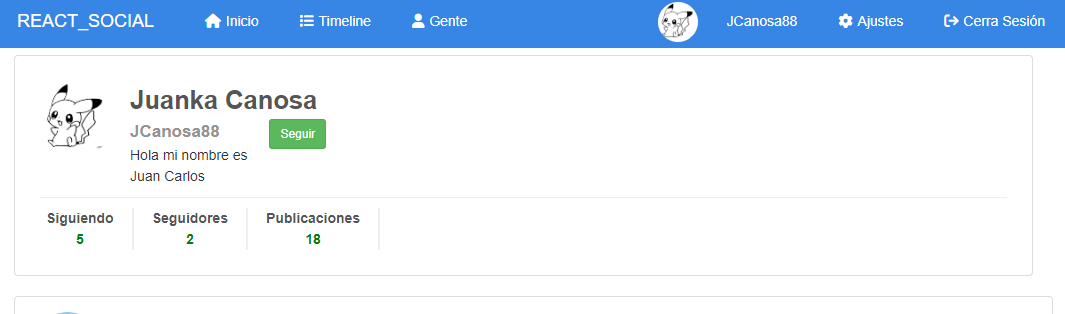 REACT_SOCIAL Inicio Timeline Gente JCanosa88 Ajustes Cerra Sesión
Juanka Canosa
JCanosa88 Seguir
Hola mi nombre es
Juan Carlos
Siguiendo Seguidores Publicaciones
5 2 18